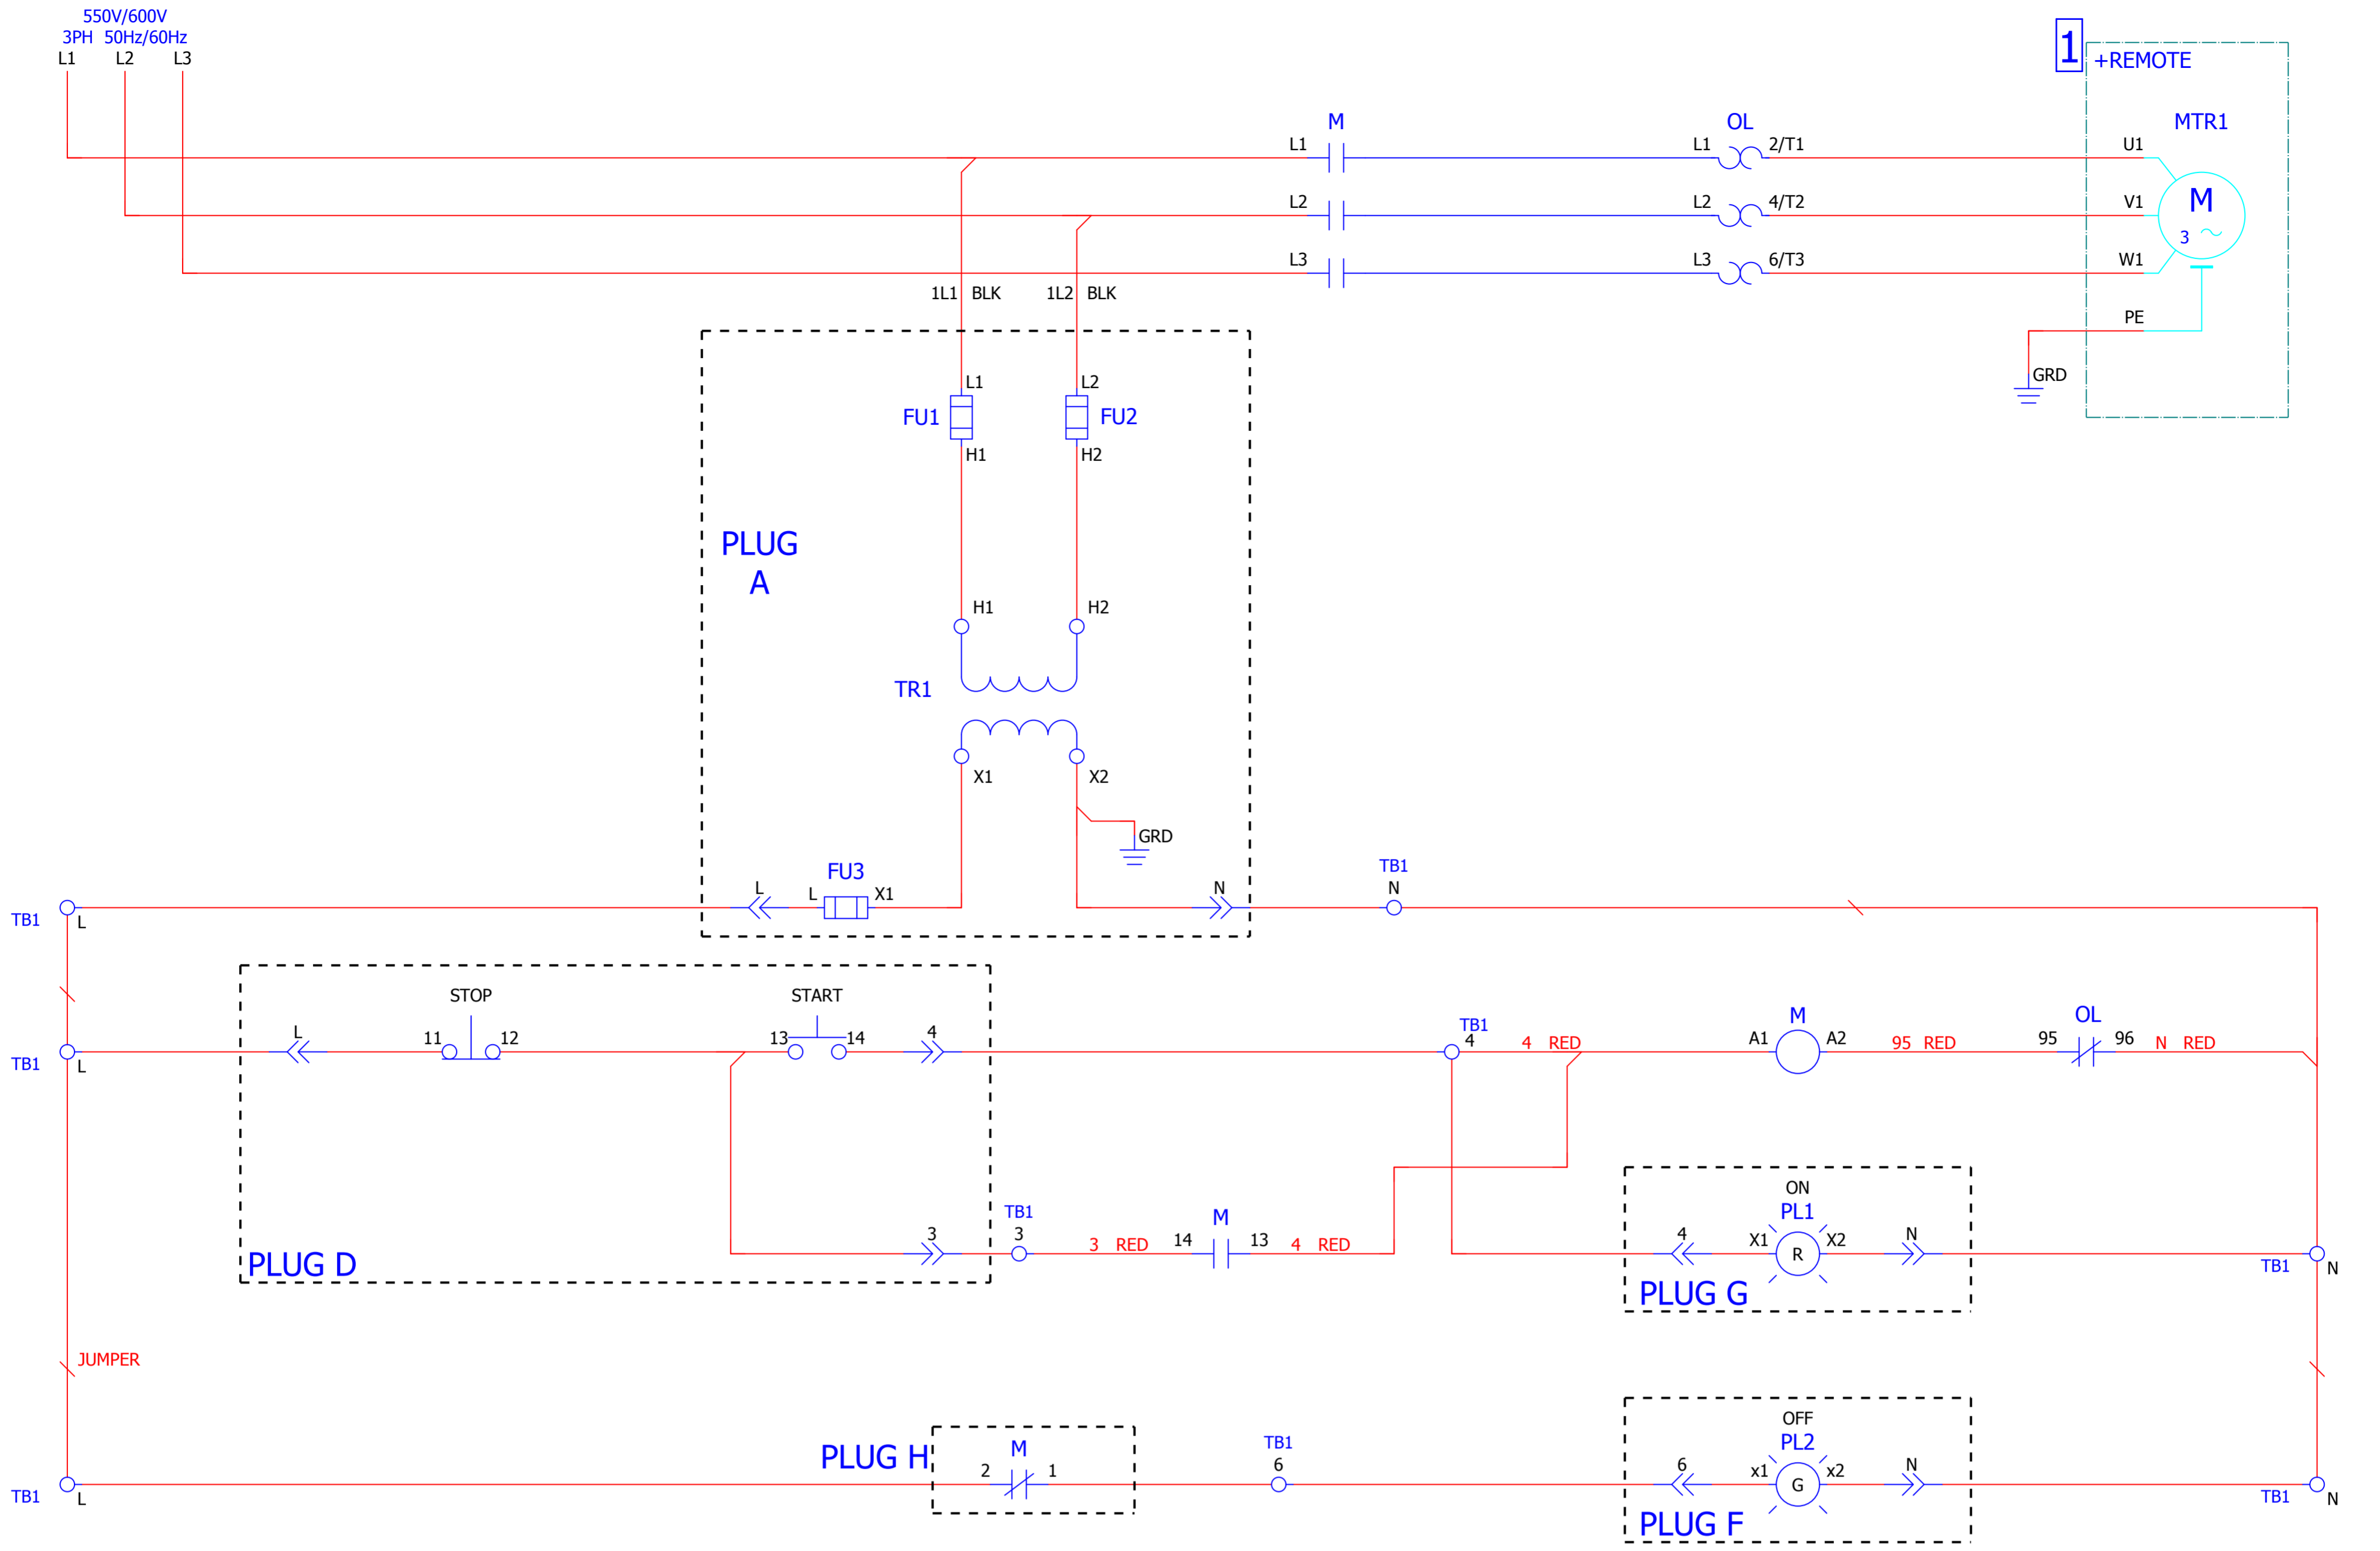 550V/600V
3PH 50Hz/60Hz
L1 L2 L3
1 +REMOTE
M OL MTR1
L1 L1 2/T1 U1
L2 L2 4/T2 V1
M
3
L3 L3 6/T3 W1
1L1 BLK 1L2 BLK
PE
GRD
L1 L2
FU1 FU2
H1 H2
PLUG
A
H1 H2
TR1
X1 X2
GRD
FU3
L L X1 N
TB1
N
TB1 L
STOP START
L 11 12 13 14 4
TB1
4 4 RED
M
A1 A2 95 RED
OL
95 96 N RED
TB1 L
ON
PL1
TB1
3 3
3 RED 14 M 13 4 RED
4 X1 R X2 N
PLUG D
PLUG G
TB1 N
JUMPER
OFF
PL2
PLUG H
M
2 1
TB1
6
6 x1 G x2 N
TB1 L
PLUG F
TB1 N